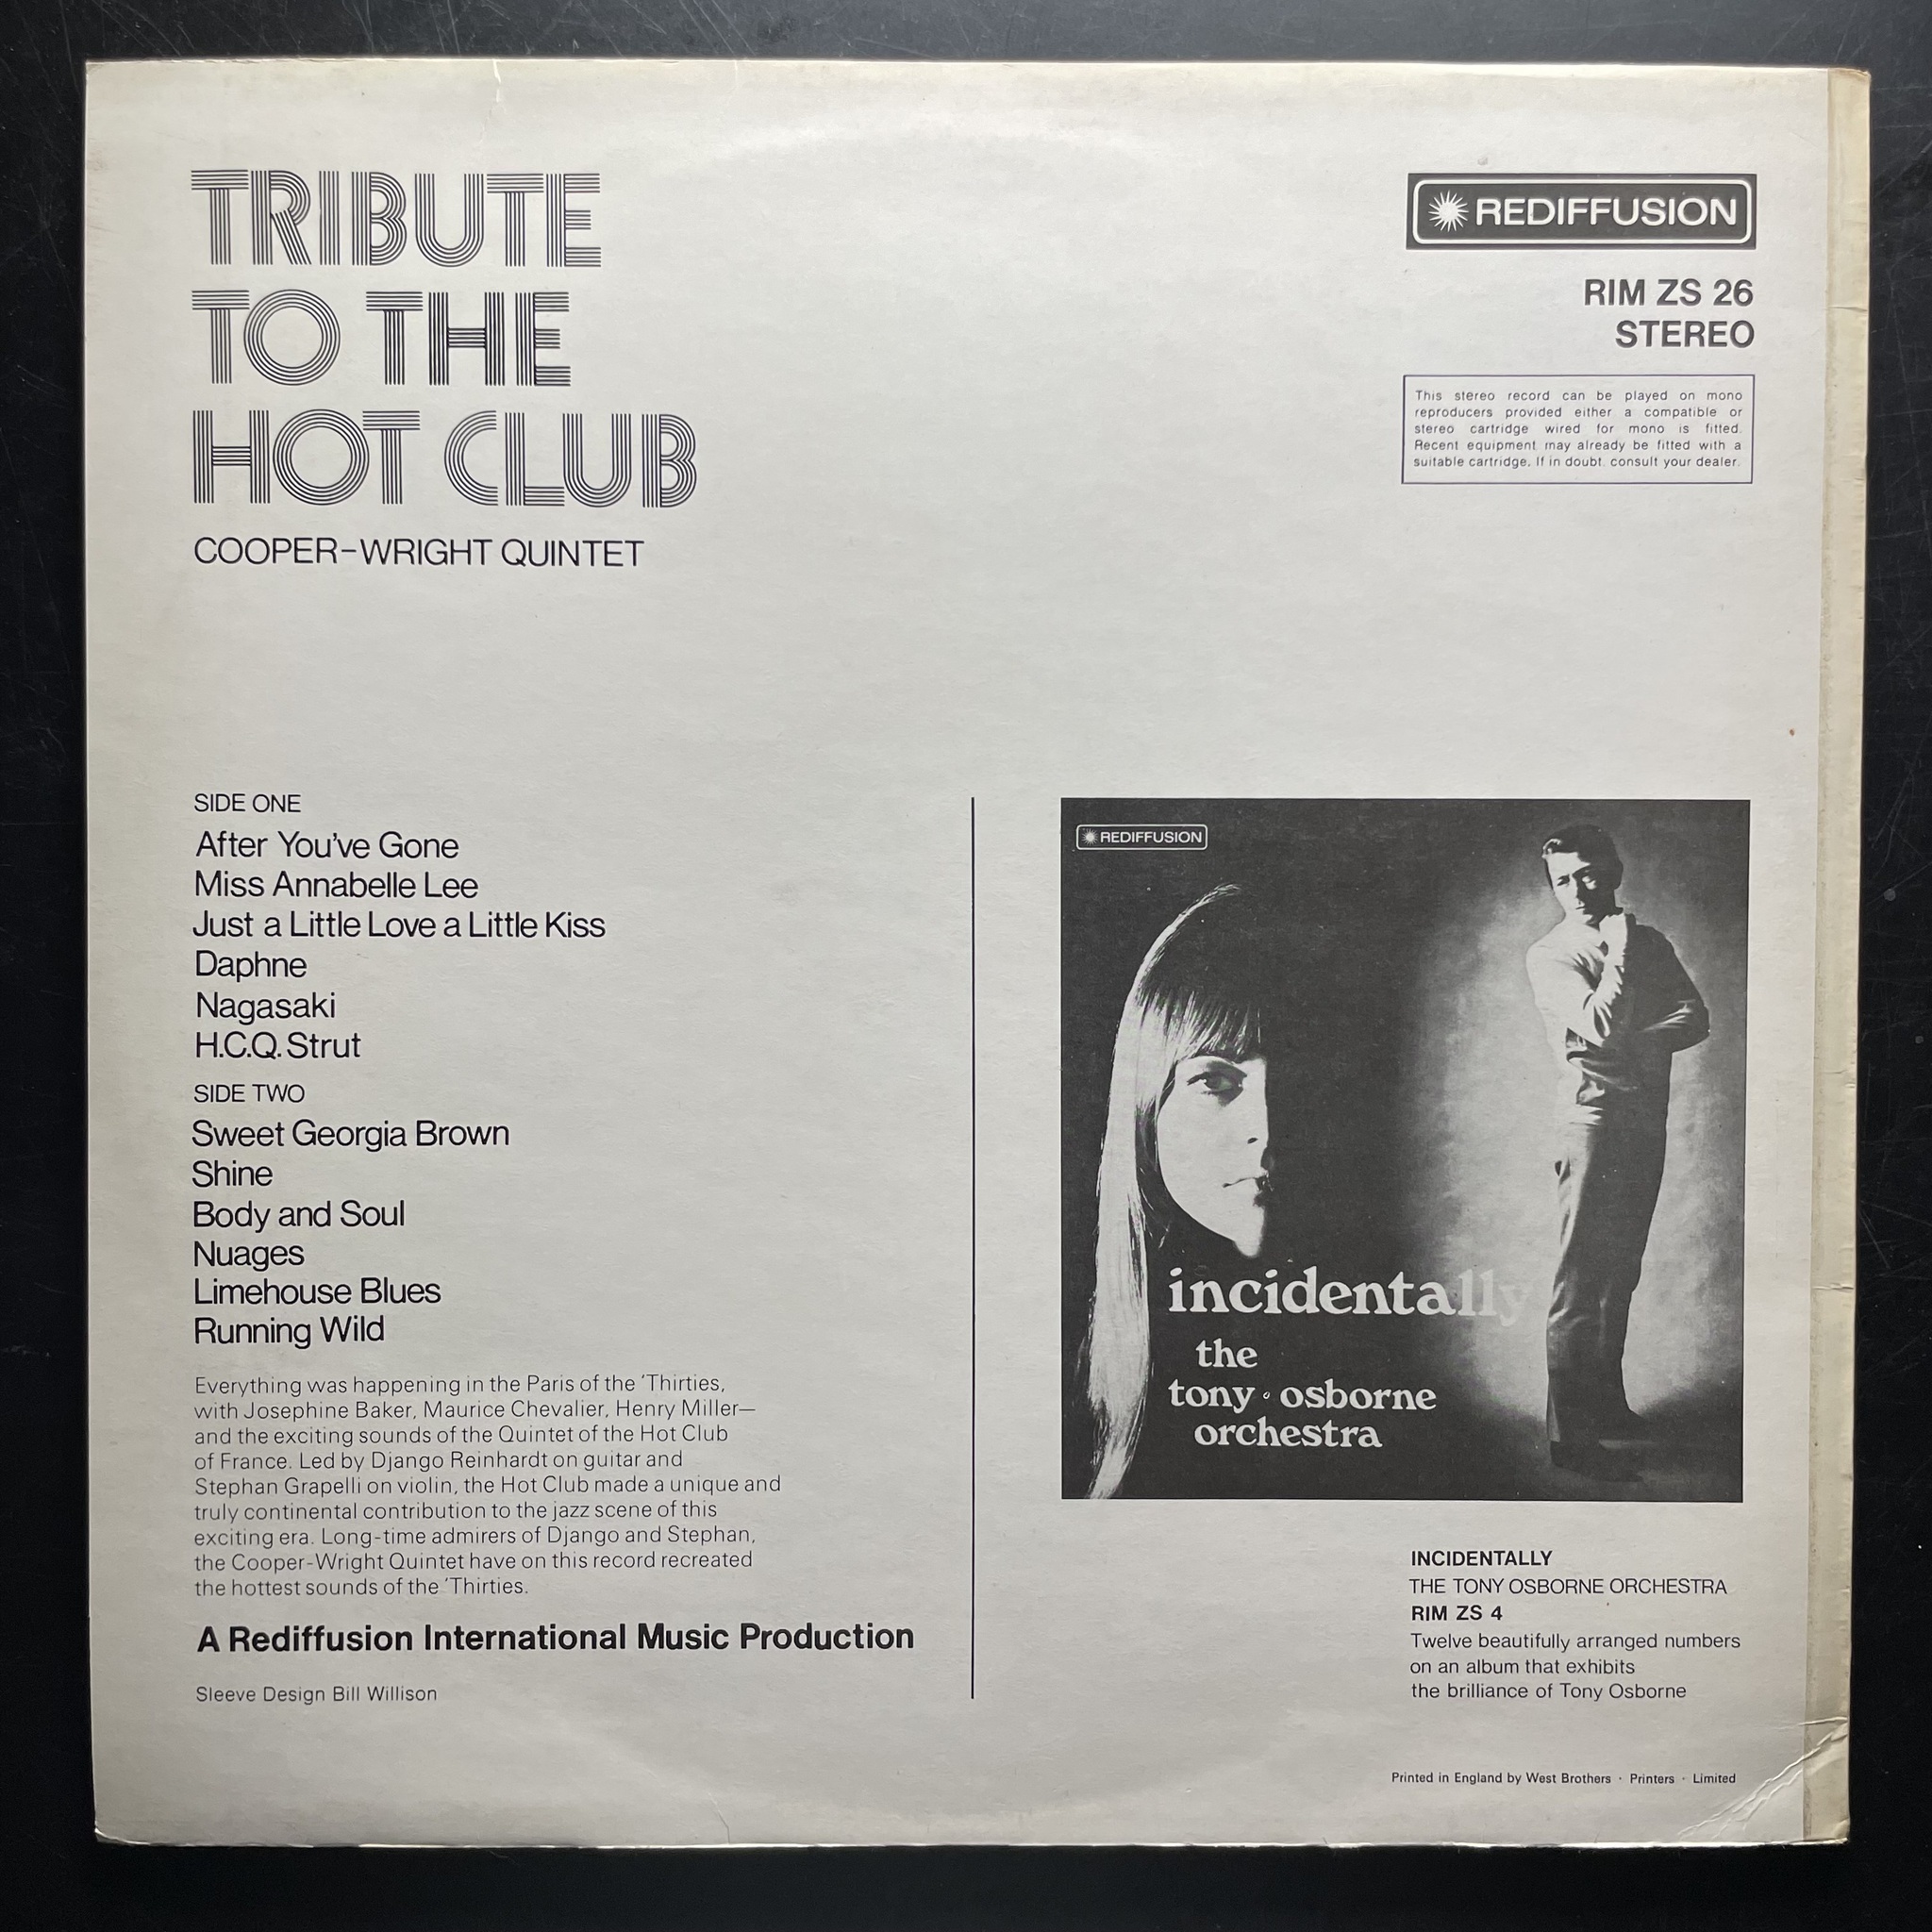 TRIBUTE
TO THE
HOT CLUB
COOPER-WRIGHT QUINTET
REDIFFUSION
RIM ZS 26
STEREO
This stereo record can be played on mono
reproducers provided either a compatible or
stereo cartridge wired for mono is fitted.
Recent equipment may already be fitted with a
suitable cartridge. If in doubt consult your dealer.
SIDE ONE
After You've Gone
Miss Annabelle Lee
Just a Little Love a Little Kiss
Daphne
Nagasaki
H.C.Q. Strut
SIDE TWO
Sweet Georgia Brown
Shine
Body and Soul
Nuages
Limehouse Blues
Running Wild
Everything was happening in the Paris of the 'Thirties,
with Josephine Baker, Maurice Chevalier, Henry Miller—
and the exciting sounds of the Quintet of the Hot Club
of France. Led by Django Reinhardt on guitar and
Stephan Grapelli on violin, the Hot Club made a unique and
truly continental contribution to the jazz scene of this
exciting era. Long-time admirers of Django and Stephan,
the Cooper-Wright Quintet have on this record recreated
the hottest sounds of the 'Thirties.
A Rediffusion International Music Production
Sleeve Design Bill Willison
REDIFFUSION
incidentally
the
tony · osborne
orchestra
INCIDENTALLY
THE TONY OSBORNE ORCHESTRA
RIM ZS 4
Twelve beautifully arranged numbers
on an album that exhibits
the brilliance of Tony Osborne
Printed in England by West Brothers · Printers · Limited